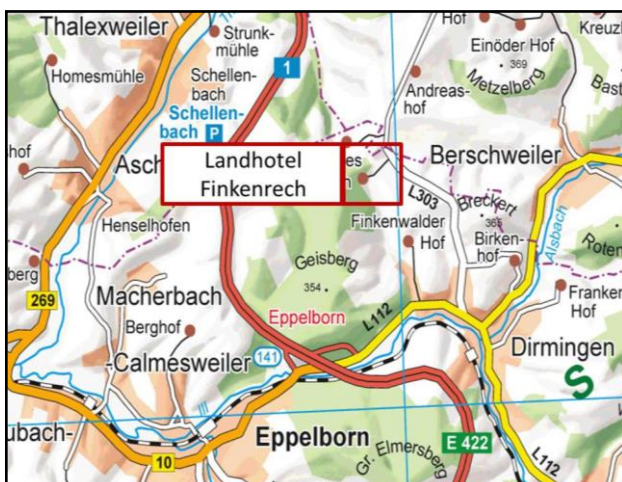 Thalexweiler
Strunk-
mühle
Hof
Einöder Hof
Kreuz
Homesmühle
Schellen-
bach
1
369
Metzelberg
Bast
Schellen-
bach P
Andreas-
hof
hof
Asch
Landhotel
Finkenrech
es
Berschweiler
L303
Henselhofen
Finkenwalder
Hof
Breckert
Birken-
hof
Alsbach
Roten
berg
Geisberg
269
Macherbach
354
Eppelborn
L112
Franken
Hof
Berghof
-Calmesweiler
141
Dirmingen
S
ubach-
10
Eppelborn
Gr. Elmersberg
E 422
L112